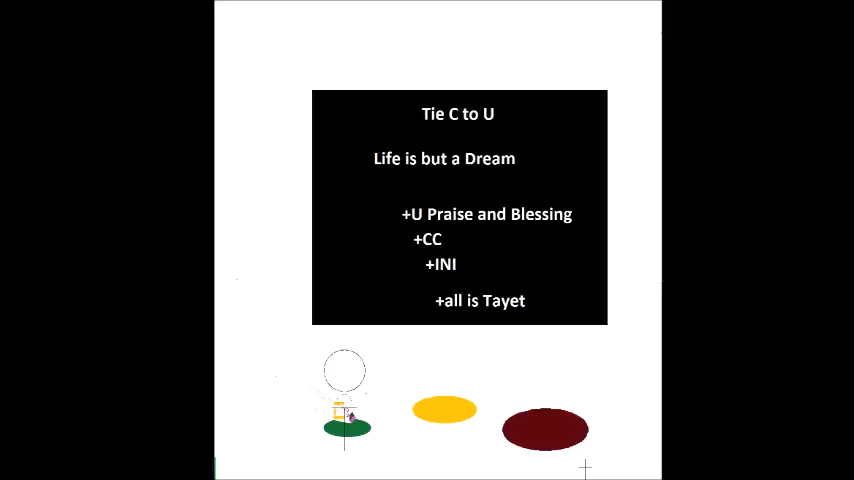 Tie C to U
Life is but a Dream
+U Praise and Blessing
+CC
+INI
+all is Tayet